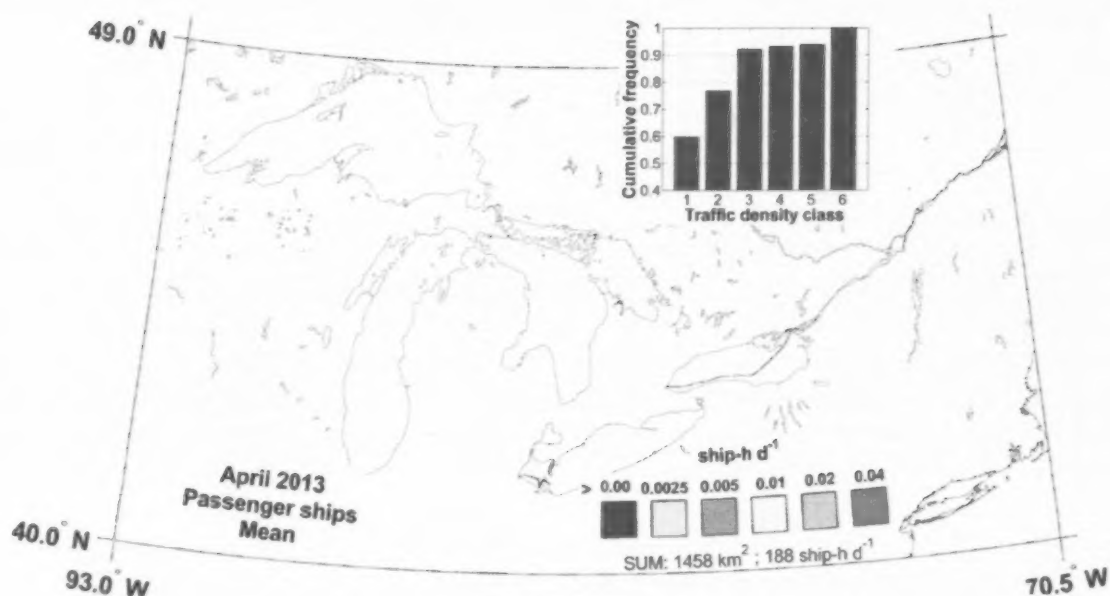 49.0° N
1
0.9
0.8
0.7
0.6
0.5
0.4
Cumulative frequency
1 2 3 4 5 6
Traffic density class
April 2013
Passenger ships
Mean
ship-h d⁻¹
> 0.00 0.0025 0.005 0.01 0.02 0.04
SUM: 1458 km² ; 188 ship-h d⁻¹
40.0° N
93.0° W
70.5° W